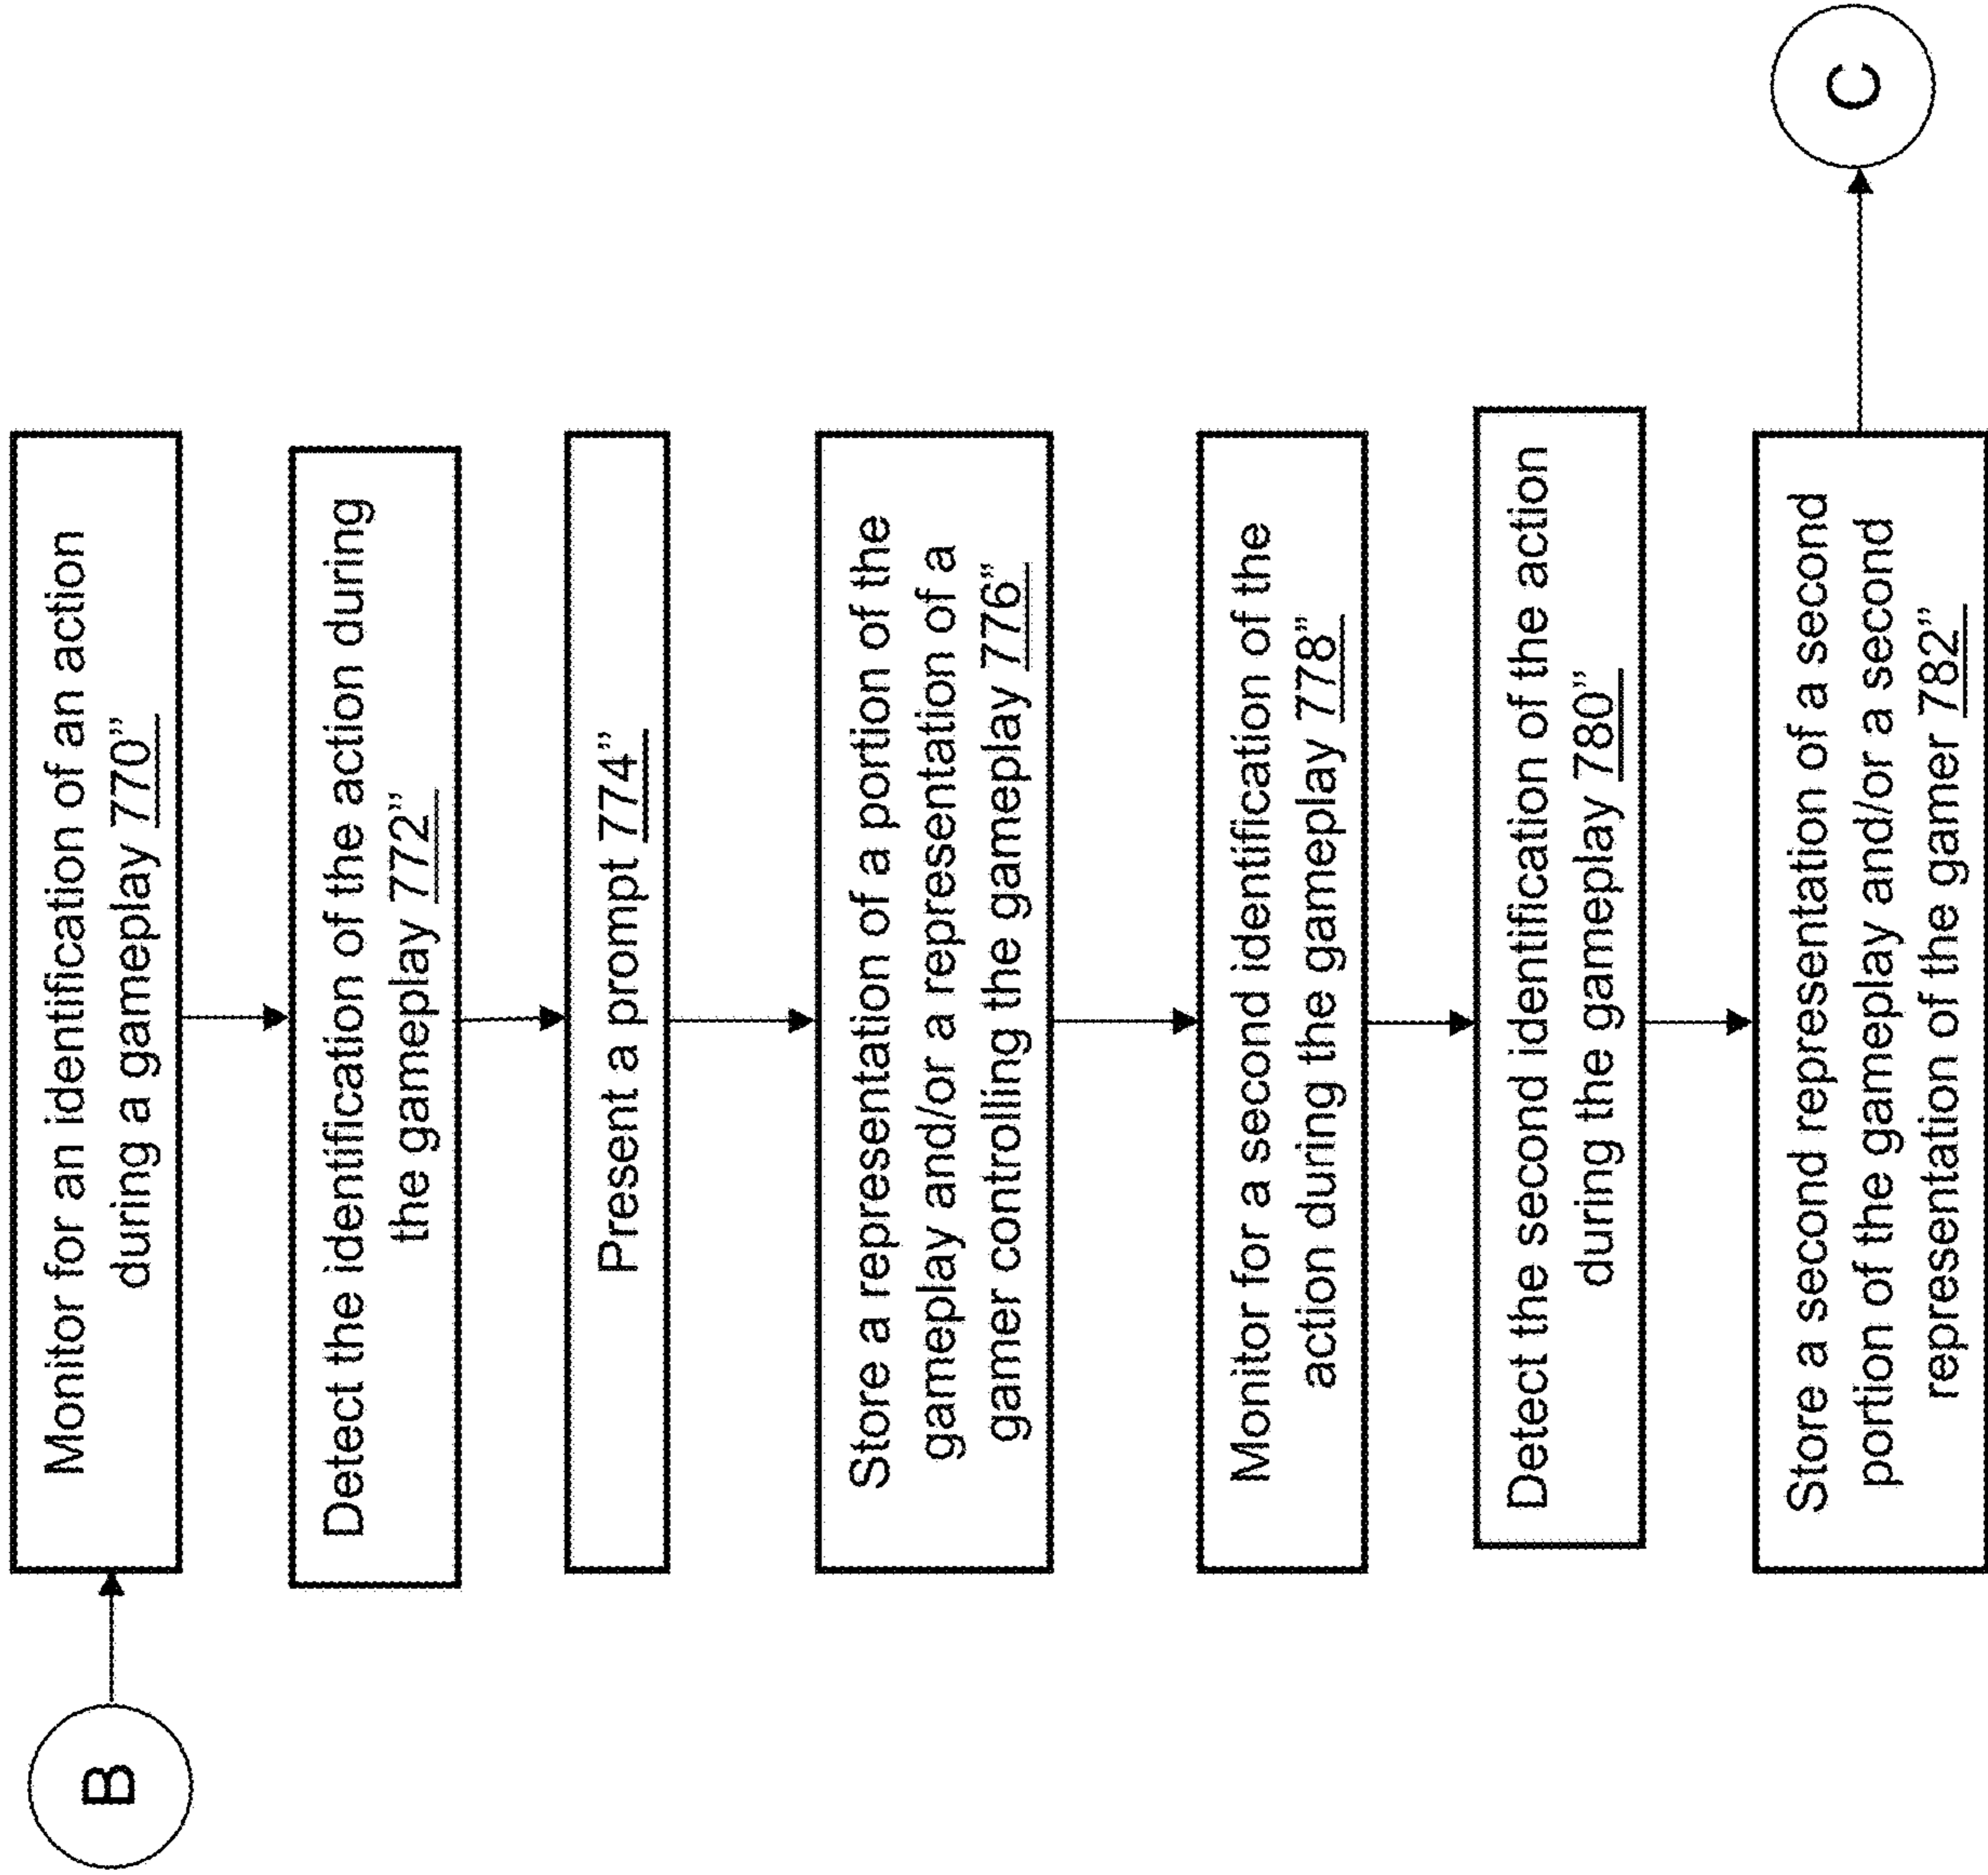 B
Monitor for an identification of an action
during a gameplay 770”
Detect the identification of the action during
the gameplay 772”
Present a prompt 774”
Store a representation of a portion of the
gameplay and/or a representation of a
gamer controlling the gameplay 776”
Monitor for a second identification of the
action during the gameplay 778”
Detect the second identification of the action
during the gameplay 780”
Store a second representation of a second
portion of the gameplay and/or a second
representation of the gamer 782”
C